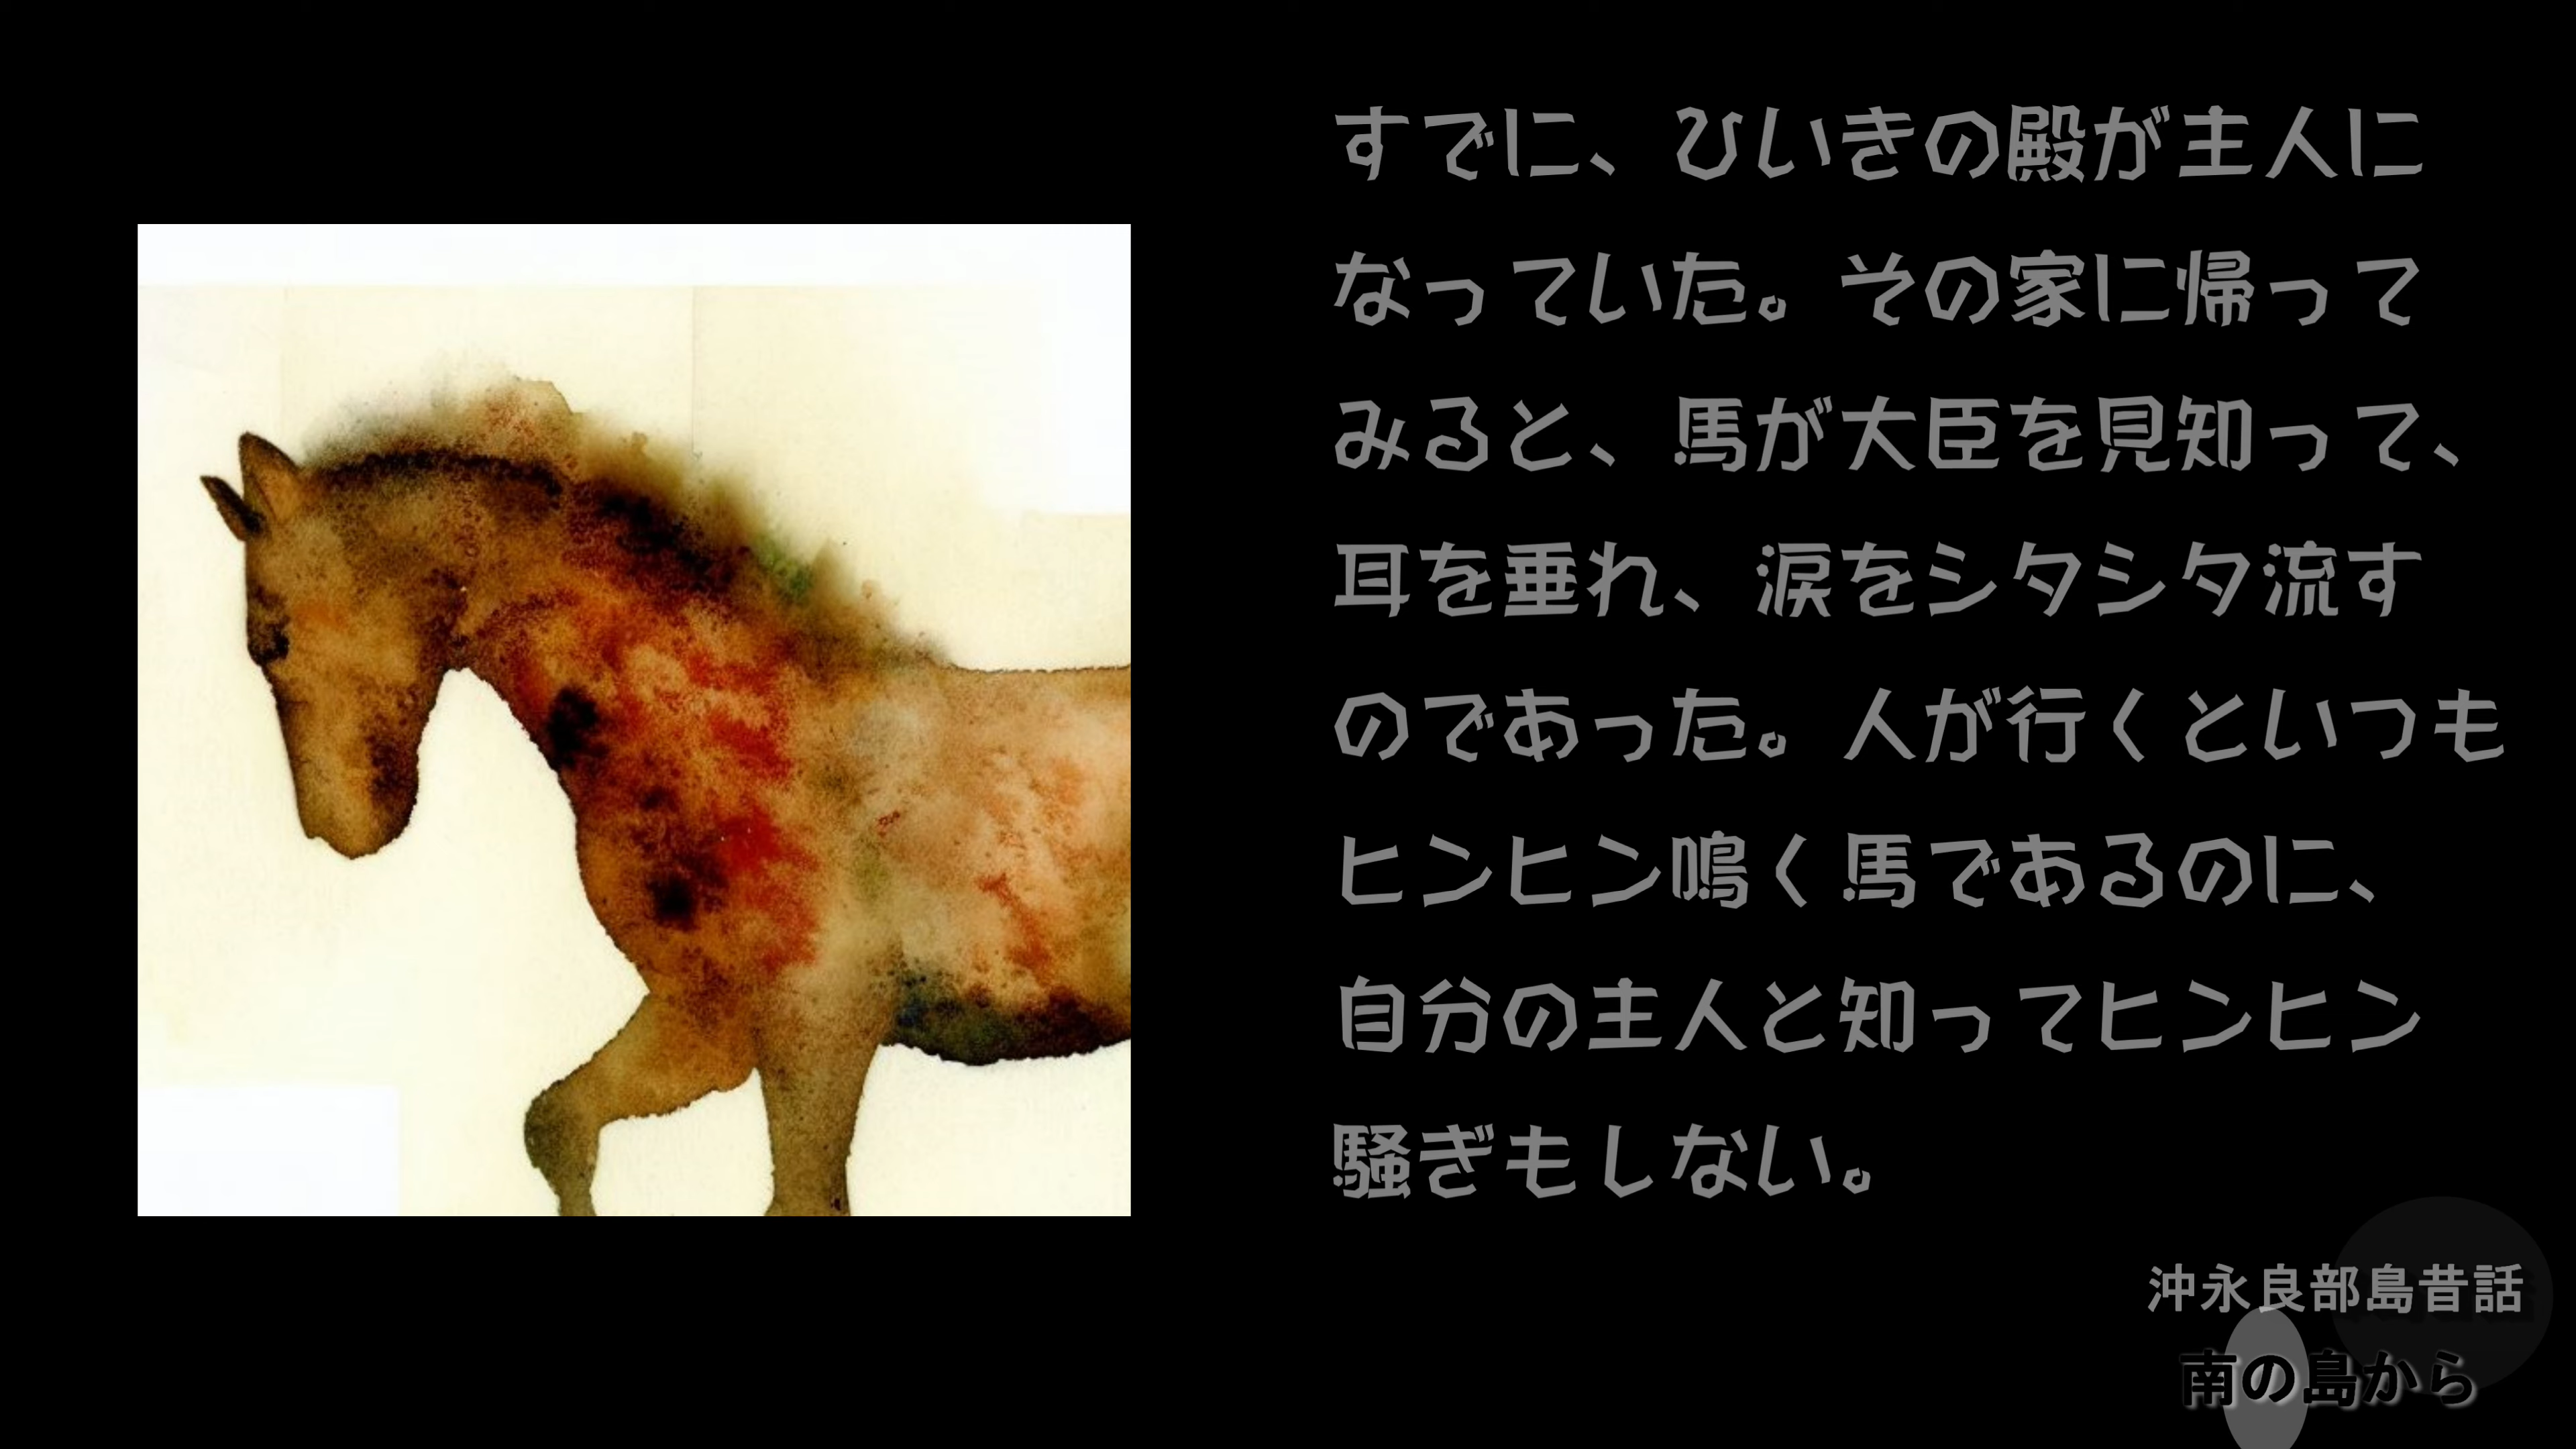 すでに、ひいきの殿が主人に
なっていた。その家に帰って
みると、馬が大臣を見知って、
耳を垂れ、涙をシタシタ流す
のであった。人が行くといつも
ヒンヒン鳴く馬であるのに、
自分の主人と知ってヒンヒン
騒ぎもしない。
沖永良部島昔話
南の島から